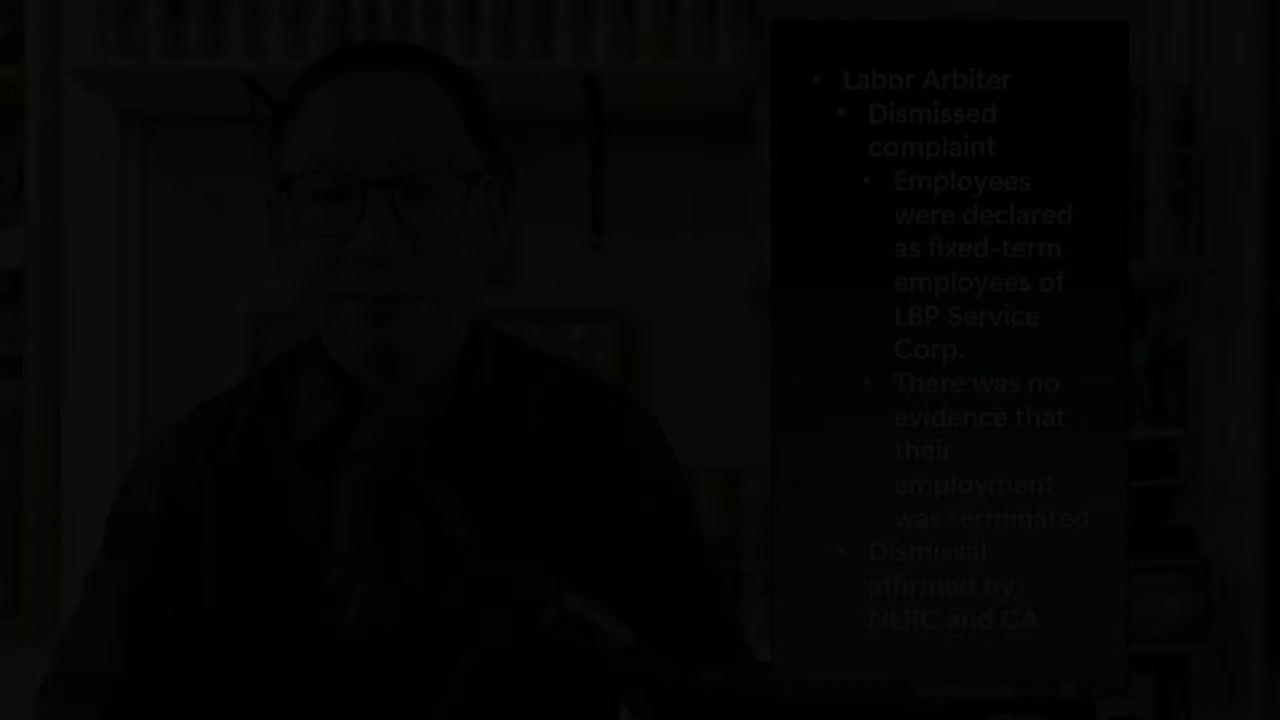 • Labor Arbiter
• Dismissed
complaint
• Employees
were declared
as fixed-term
employees of
LBP Service
Corp.
• There was no
evidence that
their
employment
was terminated
• Dismissal
affirmed by
NLRC and CA